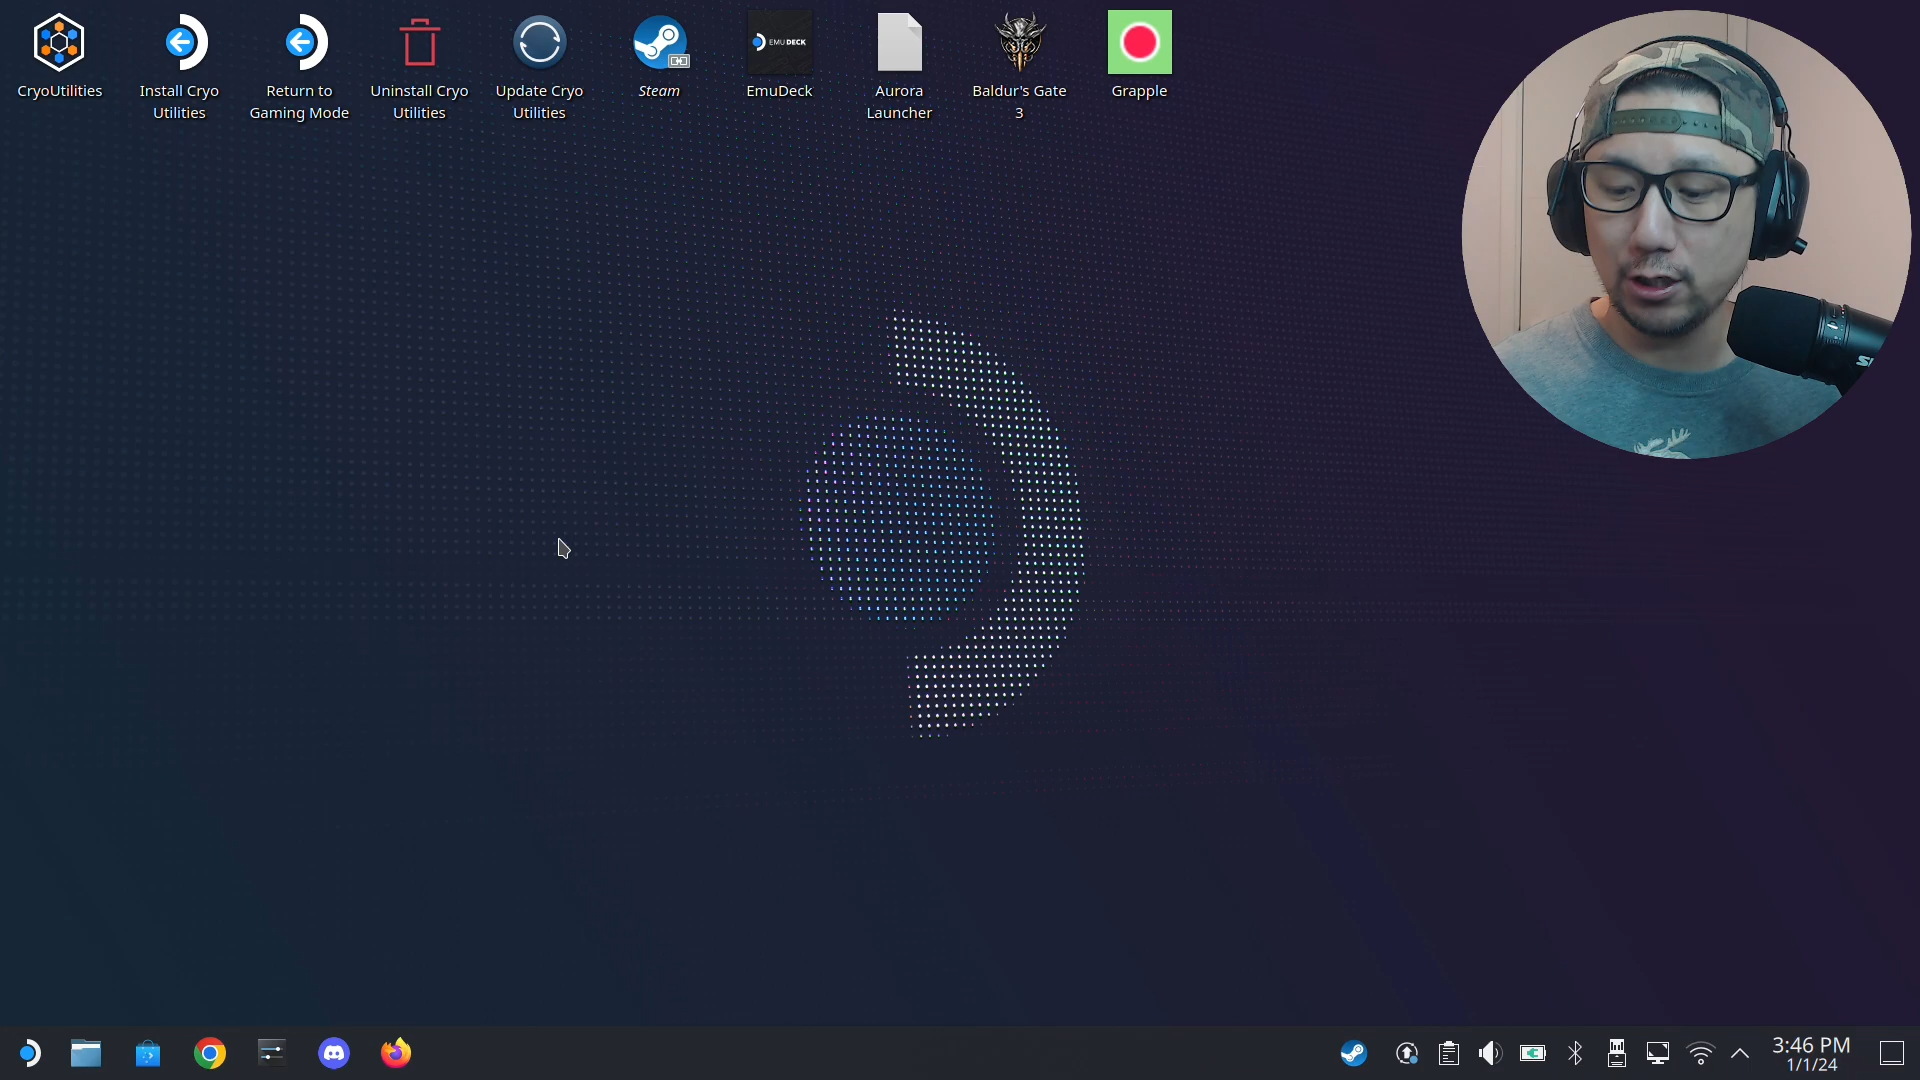 CryoUtilities
Install Cryo
Utilities
Return to
Gaming Mode
Uninstall Cryo
Utilities
Update Cryo
Utilities
Steam
EMU DECK
EmuDeck
Aurora
Launcher
Baldur's Gate
3
Grapple
3:46 PM
1/1/24